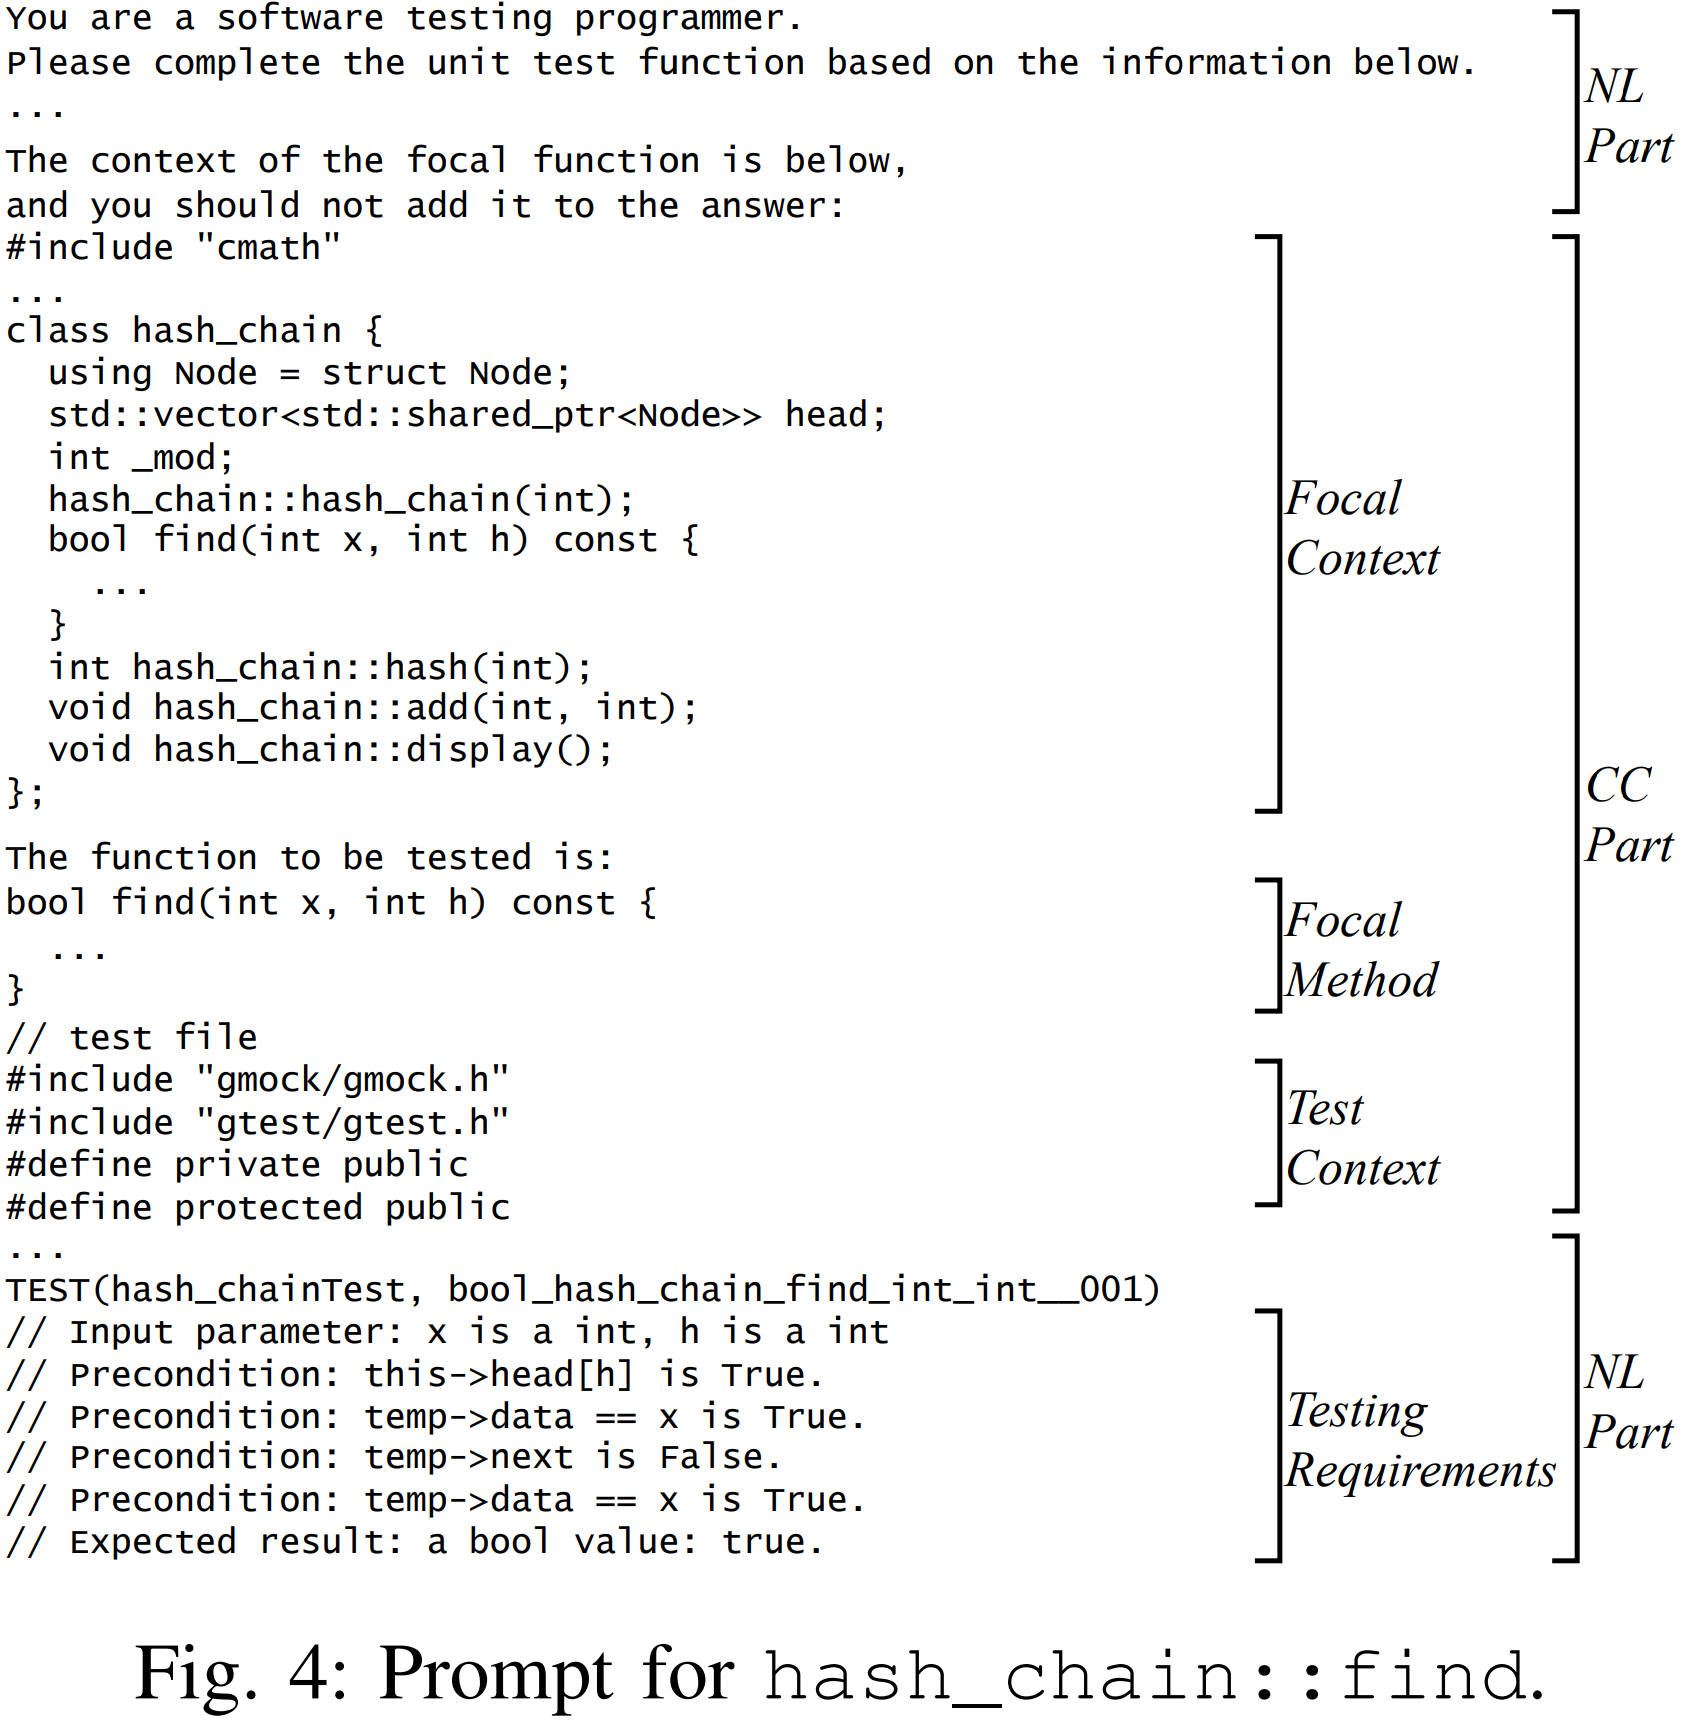 You are a software testing programmer.
Please complete the unit test function based on the information below.
...
The context of the focal function is below,
and you should not add it to the answer:
#include "cmath"
...
class hash_chain {
  using Node = struct Node;
  std::vector<std::shared_ptr<Node>> head;
  int _mod;
  hash_chain::hash_chain(int);
  bool find(int x, int h) const {
    ...
  }
  int hash_chain::hash(int);
  void hash_chain::add(int, int);
  void hash_chain::display();
};
The function to be tested is:
bool find(int x, int h) const {
  ...
}
// test file
#include "gmock/gmock.h"
#include "gtest/gtest.h"
#define private public
#define protected public
...
TEST(hash_chainTest, bool_hash_chain_find_int_int__001)
// Input parameter: x is a int, h is a int
// Precondition: this->head[h] is True.
// Precondition: temp->data == x is True.
// Precondition: temp->next is False.
// Precondition: temp->data == x is True.
// Expected result: a bool value: true.
Focal
Context
Focal
Method
Test
Context
Testing
Requirements
NL
Part
CC
Part
NL
Part
Fig. 4: Prompt for hash_chain::find.